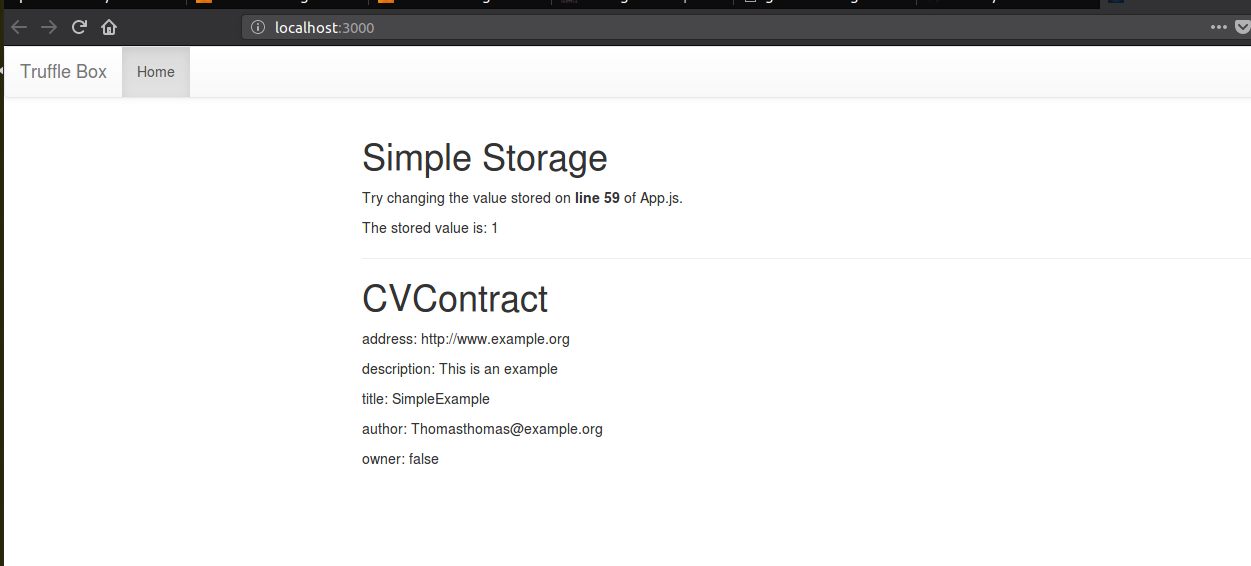 localhost:3000
Truffle Box Home
Simple Storage
Try changing the value stored on line 59 of App.js.
The stored value is: 1
CVContract
address: http://www.example.org
description: This is an example
title: SimpleExample
author: Thomasthomas@example.org
owner: false